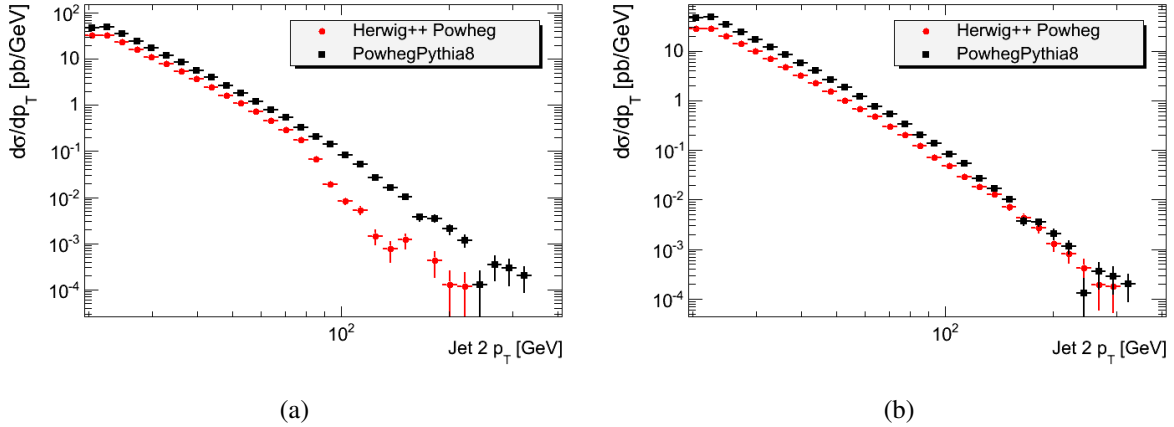 dσ/dp_T [pb/GeV]
10^2
10
1
10^-1
10^-2
10^-3
10^-4
Herwig++ Powheg
PowhegPythia8
10^2
Jet 2 p_T [GeV]
(a)
dσ/dp_T [pb/GeV]
10
1
10^-1
10^-2
10^-3
10^-4
Herwig++ Powheg
PowhegPythia8
10^2
Jet 2 p_T [GeV]
(b)